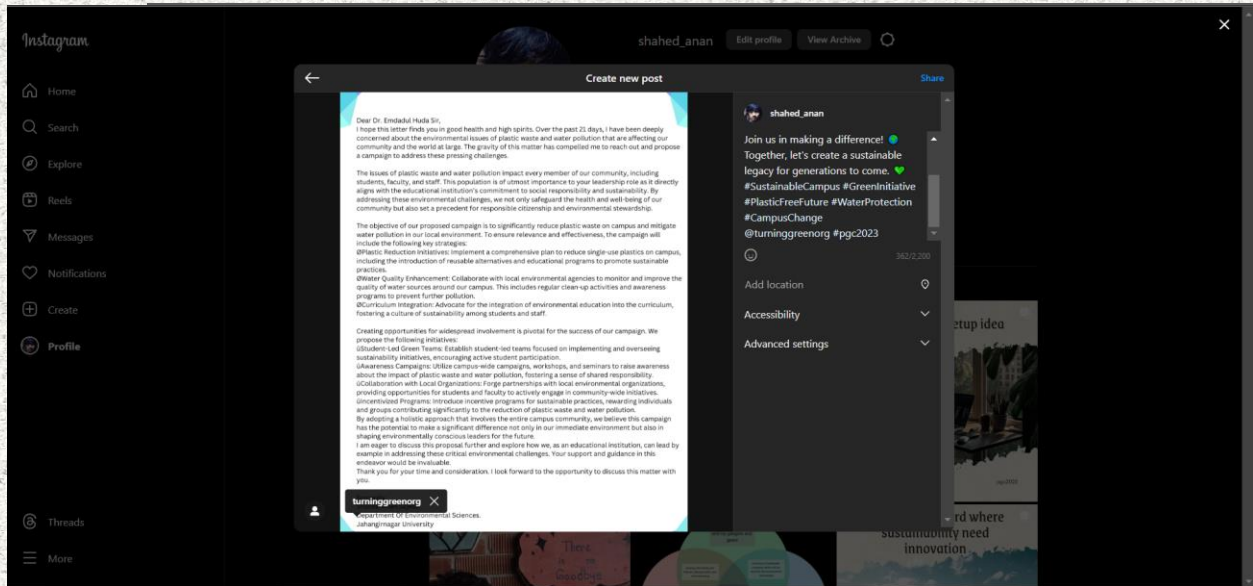 Instagram
Home
Search
Explore
Reels
Messages
Notifications
Create
Profile
Threads
More
shahed_anan
Edit profile
View Archive
Create new post
Share
Dear Dr. Emdadul Huda Sir,
I hope this letter finds you in good health and high spirits. Over the past 21 days, I have been deeply
concerned about the environmental issues of plastic waste and water pollution that are affecting our
community and the world at large. The gravity of this matter has compelled me to reach out and propose
a campaign to address these pressing challenges.
The issues of plastic waste and water pollution impact every member of our community, including
students, faculty, and staff. This population is of utmost importance to your leadership role as it directly
aligns with the educational institution's commitment to social responsibility and sustainability. By
addressing these environmental challenges, we not only safeguard the health and well-being of our
community but also set a precedent for responsible citizenship and environmental stewardship.
The objective of our proposed campaign is to significantly reduce plastic waste on campus and mitigate
water pollution in our local environment. To ensure relevance and effectiveness, the campaign will
include the following key strategies:
ØPlastic Reduction Initiatives: Implement a comprehensive plan to reduce single-use plastics on campus,
including the introduction of reusable alternatives and educational programs to promote sustainable
practices.
ØWater Quality Enhancement: Collaborate with local environmental agencies to monitor and improve the
quality of water sources around our campus. This includes regular clean-up activities and awareness
programs to prevent further pollution.
ØCurriculum Integration: Advocate for the integration of environmental education into the curriculum,
fostering a culture of sustainability among students and staff.
Creating opportunities for widespread involvement is pivotal for the success of our campaign. We
propose the following initiatives:
üStudent-Led Green Teams: Establish student-led teams focused on implementing and overseeing
sustainability initiatives, encouraging active student participation.
üAwareness Campaigns: Utilize campus-wide campaigns, workshops, and seminars to raise awareness
about the impact of plastic waste and water pollution, fostering a sense of shared responsibility.
üCollaboration with Local Organizations: Forge partnerships with local environmental organizations,
providing opportunities for students and faculty to actively engage in community-wide initiatives.
üIncentivized Programs: Introduce incentive programs for sustainable practices, rewarding individuals
and groups contributing significantly to the reduction of plastic waste and water pollution.
By adopting a holistic approach that involves the entire campus community, we believe this campaign
has the potential to make a significant difference not only in our immediate environment but also in
shaping environmentally conscious leaders for the future.
I am eager to discuss this proposal further and explore how we, as an educational institution, can lead by
example in addressing these critical environmental challenges. Your support and guidance in this
endeavor would be invaluable.
Thank you for your time and consideration. I look forward to the opportunity to discuss this matter with
you.
turninggreenorg
Department Of Environmental Sciences.
Jahangirnagar University
shahed_anan
Join us in making a difference! 🌍
Together, let's create a sustainable
legacy for generations to come. 💚
#SustainableCampus #GreenInitiative
#PlasticFreeFuture #WaterProtection
#CampusChange
@turninggreenorg #pgc2023
362/2,200
Add location
Accessibility
Advanced settings
etup idea
rd where
sustainability need
innovation
There
is no
Goodbye